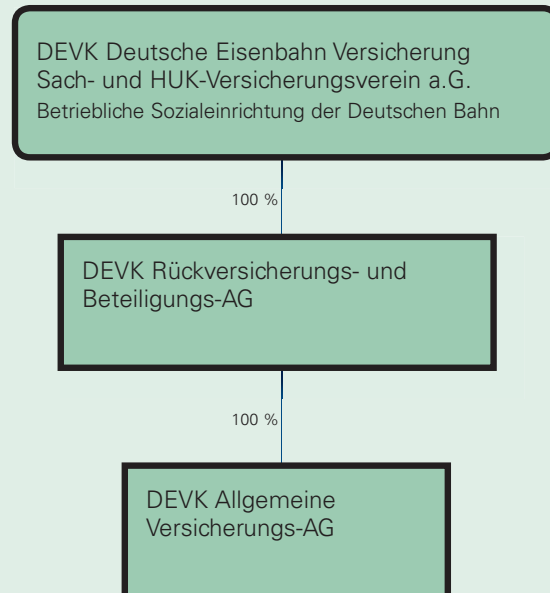 DEVK Deutsche Eisenbahn Versicherung
Sach- und HUK-Versicherungsverein a.G.
Betriebliche Sozialeinrichtung der Deutschen Bahn
100 %
DEVK Rückversicherungs- und
Beteiligungs-AG
100 %
DEVK Allgemeine
Versicherungs-AG